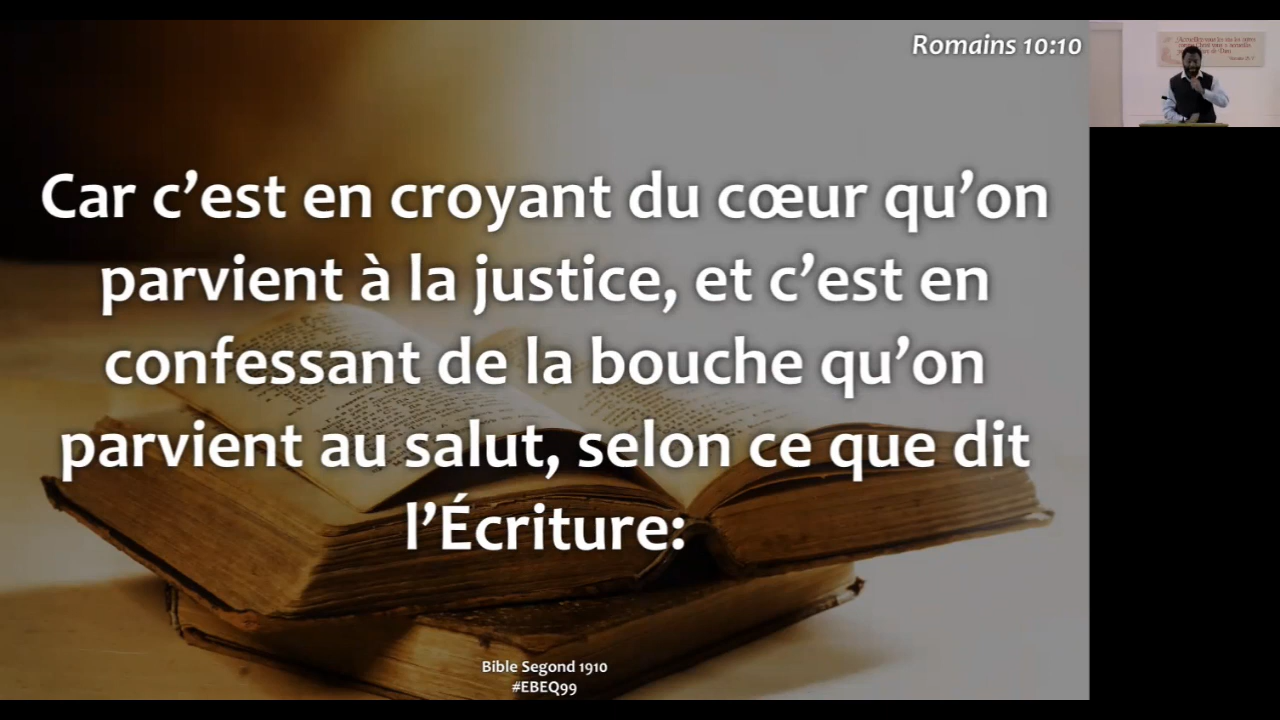 Romains 10:10
Car c’est en croyant du cœur qu’on
parvient à la justice, et c’est en
confessant de la bouche qu’on
parvient au salut, selon ce que dit
l’Écriture:
Bible Segond 1910
#EBEQ99